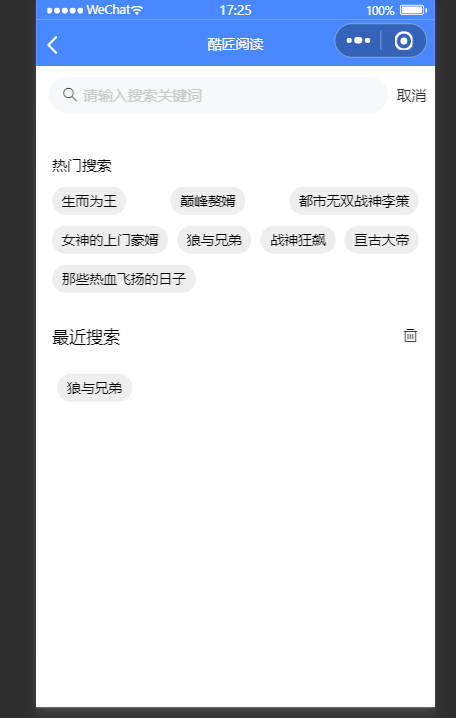 WeChat 17:25 100%
酷匠阅读
请输入搜索关键词 取消
热门搜索
生而为王 巅峰赘婿 都市无双战神李策
女神的上门豪婿 狼与兄弟 战神狂飙 亘古大帝
那些热血飞扬的日子
最近搜索
狼与兄弟